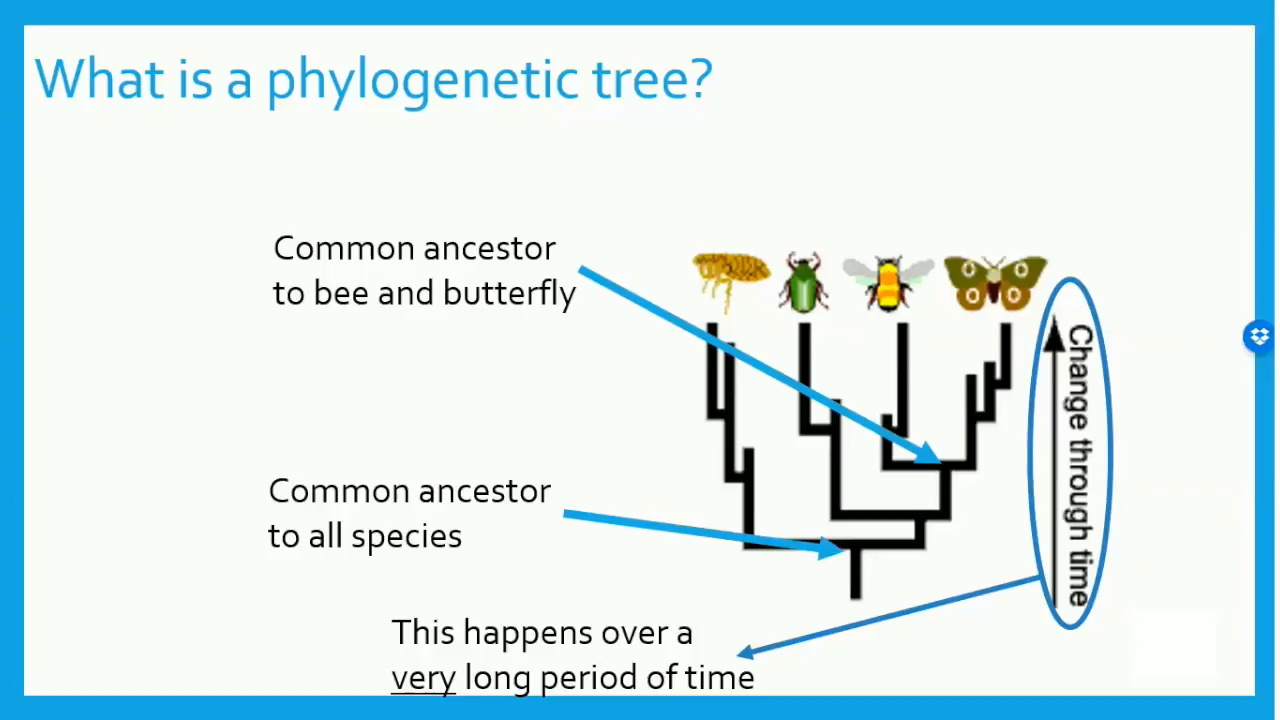 What is a phylogenetic tree?
Common ancestor
to bee and butterfly
Common ancestor
to all species
Change through time
This happens over a
very long period of time